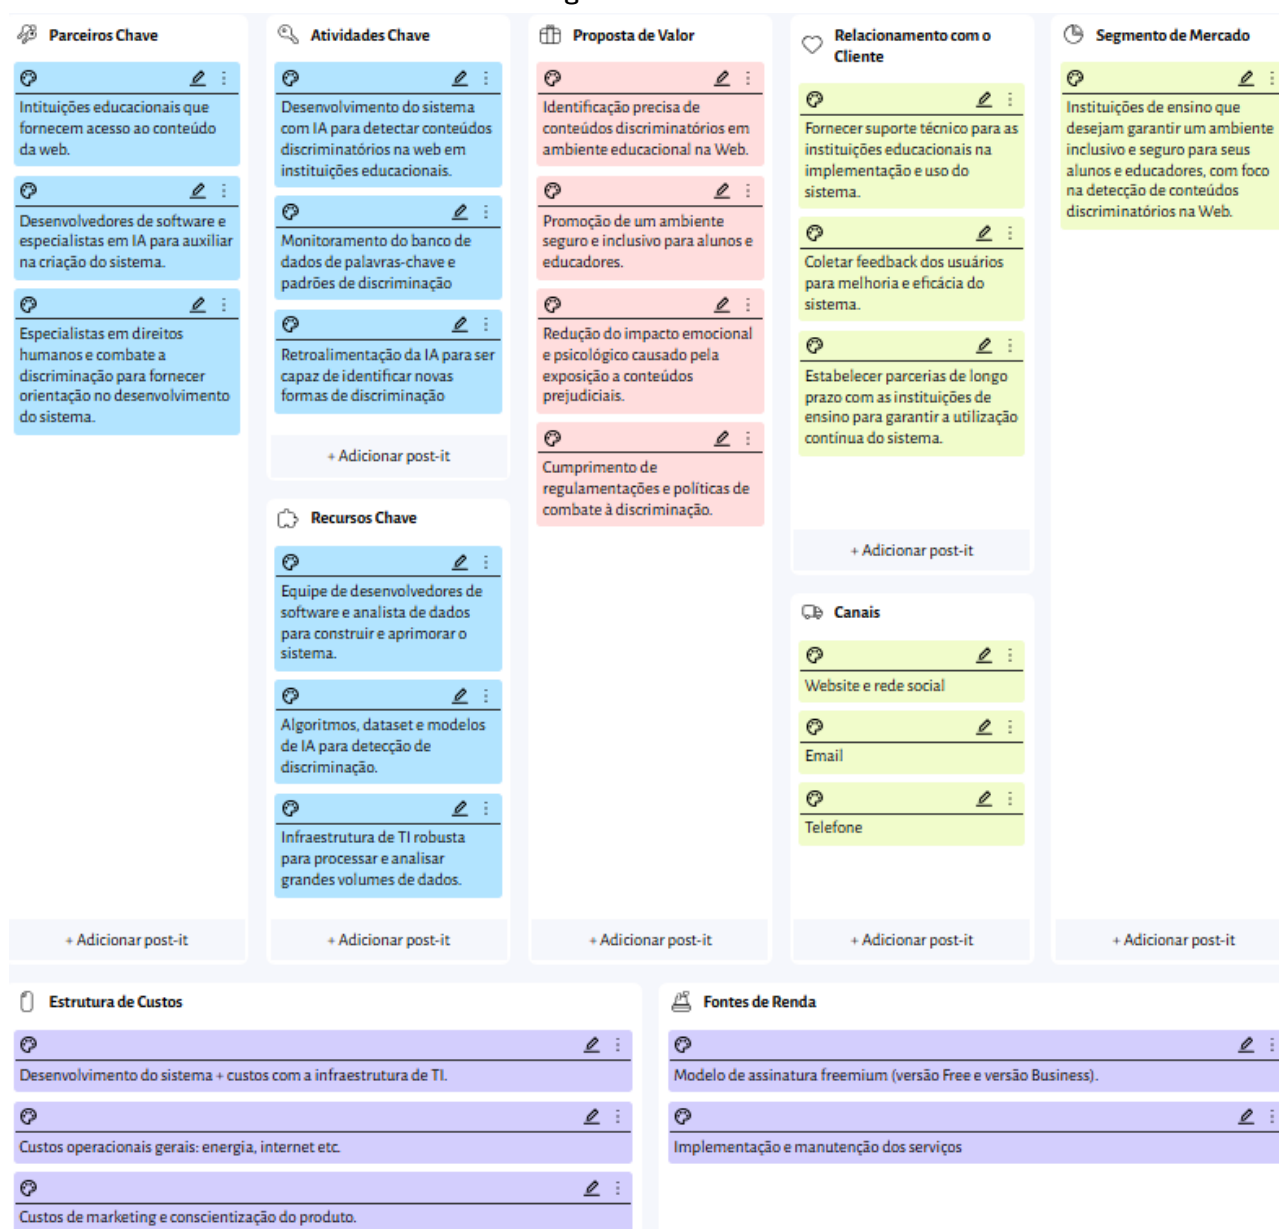 Parceiros Chave
Intituições educacionais que
fornecem acesso ao conteúdo
da web.
Desenvolvedores de software e
especialistas em IA para auxiliar
na criação do sistema.
Especialistas em direitos
humanos e combate a
discriminação para fornecer
orientação no desenvolvimento
do sistema.
+ Adicionar post-it
Atividades Chave
Desenvolvimento do sistema
com IA para detectar conteúdos
discriminatórios na web em
instituições educacionais.
Monitoramento do banco de
dados de palavras-chave e
padrões de discriminação
Retroalimentação da IA para ser
capaz de identificar novas
formas de discriminação
+ Adicionar post-it
Recursos Chave
Equipe de desenvolvedores de
software e analista de dados
para construir e aprimorar o
sistema.
Algoritmos, dataset e modelos
de IA para detecção de
discriminação.
Infraestrutura de TI robusta
para processar e analisar
grandes volumes de dados.
+ Adicionar post-it
Proposta de Valor
Identificação precisa de
conteúdos discriminatórios em
ambiente educacional na Web.
Promoção de um ambiente
seguro e inclusivo para alunos e
educadores.
Redução do impacto emocional
e psicológico causado pela
exposição a conteúdos
prejudiciais.
Cumprimento de
regulamentações e políticas de
combate à discriminação.
+ Adicionar post-it
Relacionamento com o
Cliente
Fornecer suporte técnico para as
instituições educacionais na
implementação e uso do
sistema.
Coletar feedback dos usuários
para melhoria e eficácia do
sistema.
Estabelecer parcerias de longo
prazo com as instituições de
ensino para garantir a utilização
contínua do sistema.
+ Adicionar post-it
Canais
Website e rede social
Email
Telefone
+ Adicionar post-it
Segmento de Mercado
Instituições de ensino que
desejam garantir um ambiente
inclusivo e seguro para seus
alunos e educadores, com foco
na detecção de conteúdos
discriminatórios na Web.
+ Adicionar post-it
Estrutura de Custos
Desenvolvimento do sistema + custos com a infraestrutura de TI.
Custos operacionais gerais: energia, internet etc.
Custos de marketing e conscientização do produto.
Fontes de Renda
Modelo de assinatura freemium (versão Free e versão Business).
Implementação e manutenção dos serviços